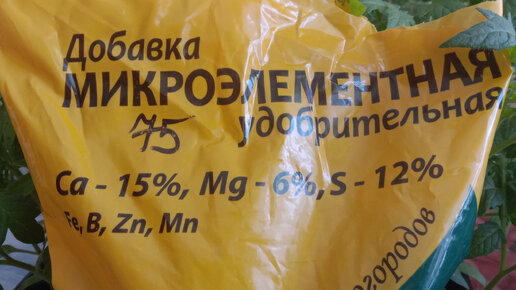 Добавка
МИКРОЭЛЕМЕНТНАЯ
75 удобрительная
Ca - 15%, Mg - 6%, S - 12%
Fe, B, Zn, Mn
огородов